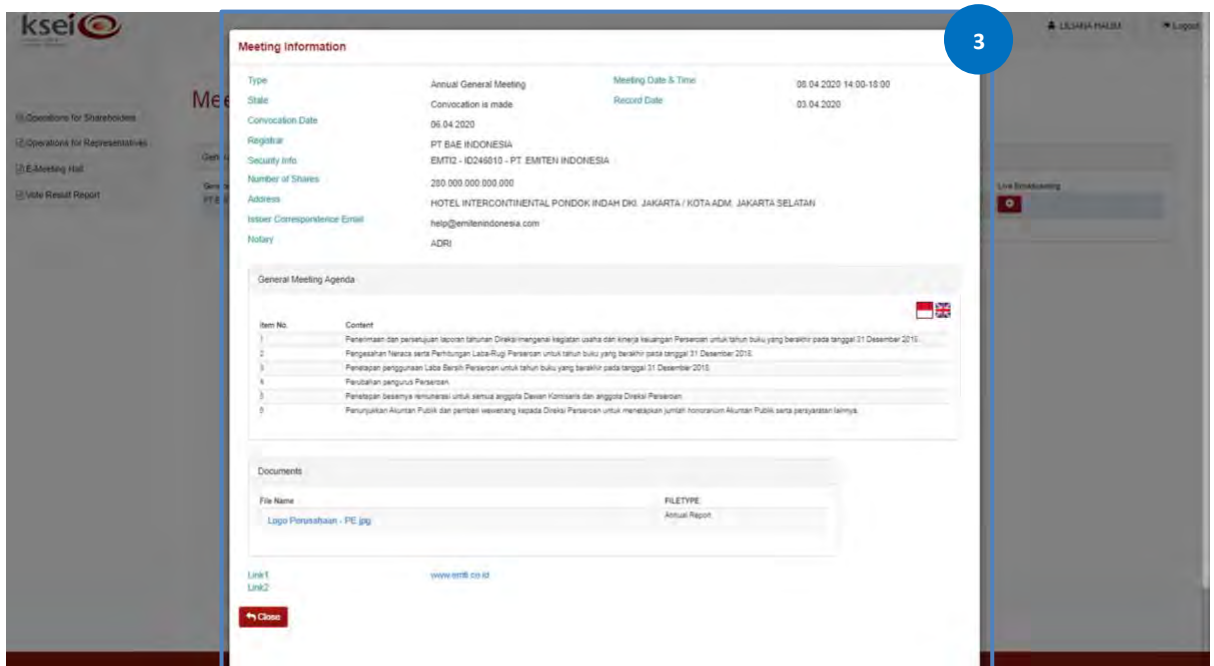 ksei
LILIANA HALIM
Logout
3
Mee
Operations for Shareholders
Operations for Representatives
E-Meeting Hall
Vote Result Report
Live Broadcasting
Meeting Information
Type Annual General Meeting Meeting Date & Time 08.04.2020 14:00-18:00
State Convocation is made Record Date 03.04.2020
Convocation Date 06.04.2020
Registrar PT BAE INDONESIA
Security Info EMTI2 - ID246810 - PT. EMITEN INDONESIA
Number of Shares 280.000.000.000.000
Address HOTEL INTERCONTINENTAL PONDOK INDAH DKI. JAKARTA / KOTA ADM. JAKARTA SELATAN
Issuer Correspondence Email help@emitenindonesia.com
Notary ADRI
General Meeting Agenda
Item No. Content
1 Penerimaan dan persetujuan laporan tahunan Direksi mengenai kegiatan usaha dan kinerja keuangan Perseroan untuk tahun buku yang berakhir pada tanggal 31 Desember 2018.
2 Pengesahan Neraca serta Perhitungan Laba-Rugi Perseroan untuk tahun buku yang berakhir pada tanggal 31 Desember 2018.
3 Penetapan penggunaan Laba Bersih Perseroan untuk tahun buku yang berakhir pada tanggal 31 Desember 2018.
4 Perubahan pengurus Perseroan.
5 Penetapan besarnya remunerasi untuk semua anggota Dewan Komisaris dan anggota Direksi Perseroan.
Penunjukkan Akuntan Publik dan pemberi wewenang kepada Direksi Perseroan untuk menetapkan jumlah honorarium Akuntan Publik serta persyaratan lainnya.
Documents
File Name FILETYPE
Logo Perusahaan - PE.jpg Annual Report
Link1
Link2
Close